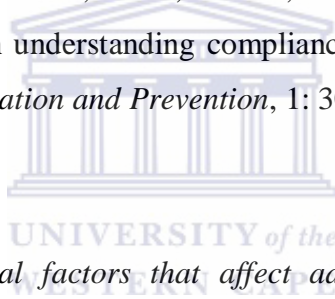 understanding complianc
ation and Prevention, 1: 3
UNIVERSITY of the
al factors that affect ad
WESTERN CAPE